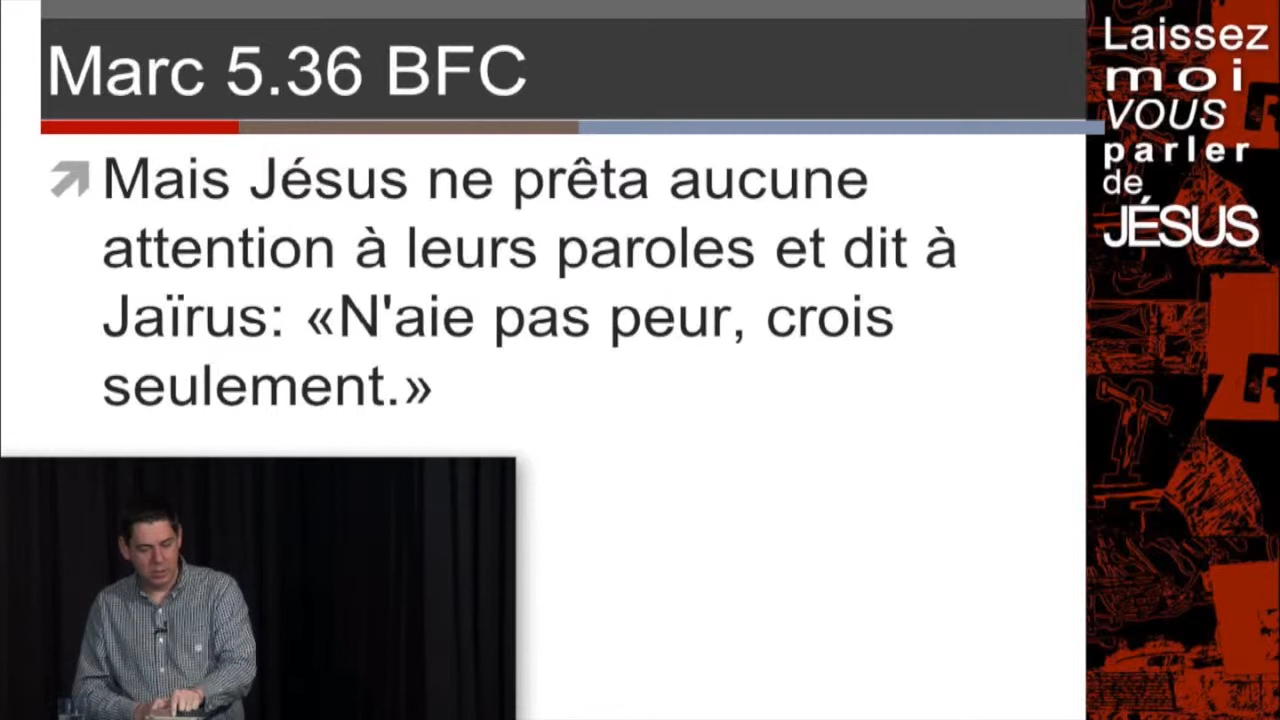 Marc 5.36 BFC
Mais Jésus ne prêta aucune
attention à leurs paroles et dit à
Jaïrus: «N'aie pas peur, crois
seulement.»
Laissez
moi
VOUS
parler
de
JÉSUS